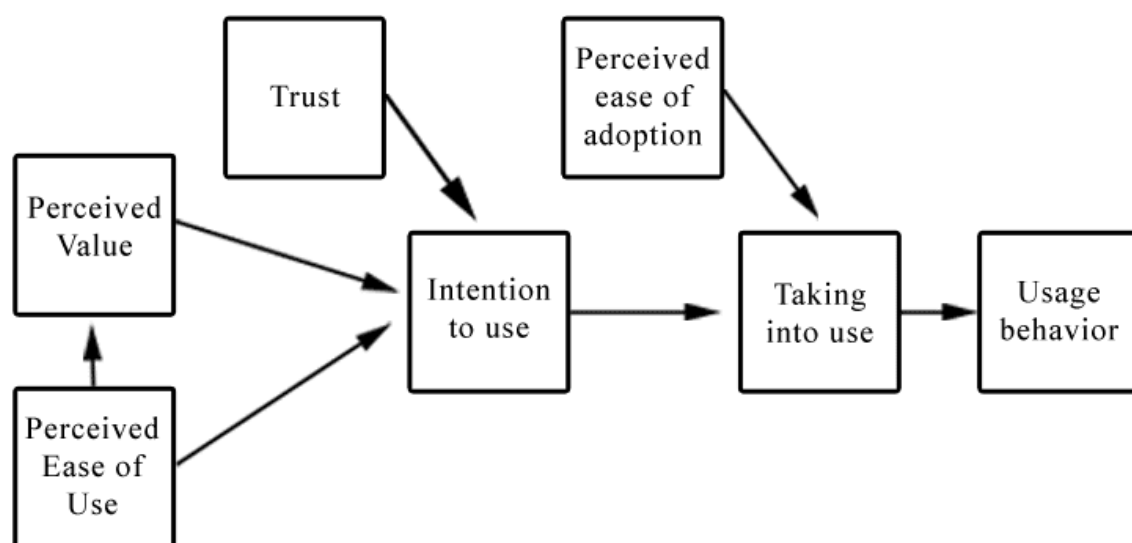 Trust
Perceived
ease of
adoption
Perceived
Value
Intention
to use
Taking
into use
Usage
behavior
Perceived
Ease of
Use